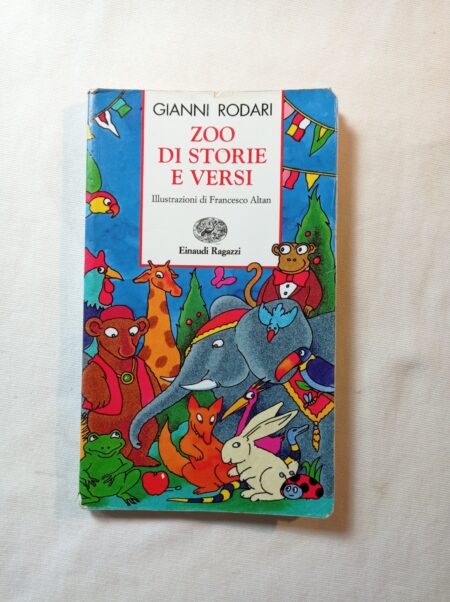 GIANNI RODARI
ZOO
DI STORIE
E VERSI
Illustrazioni di Francesco Altan
Einaudi Ragazzi